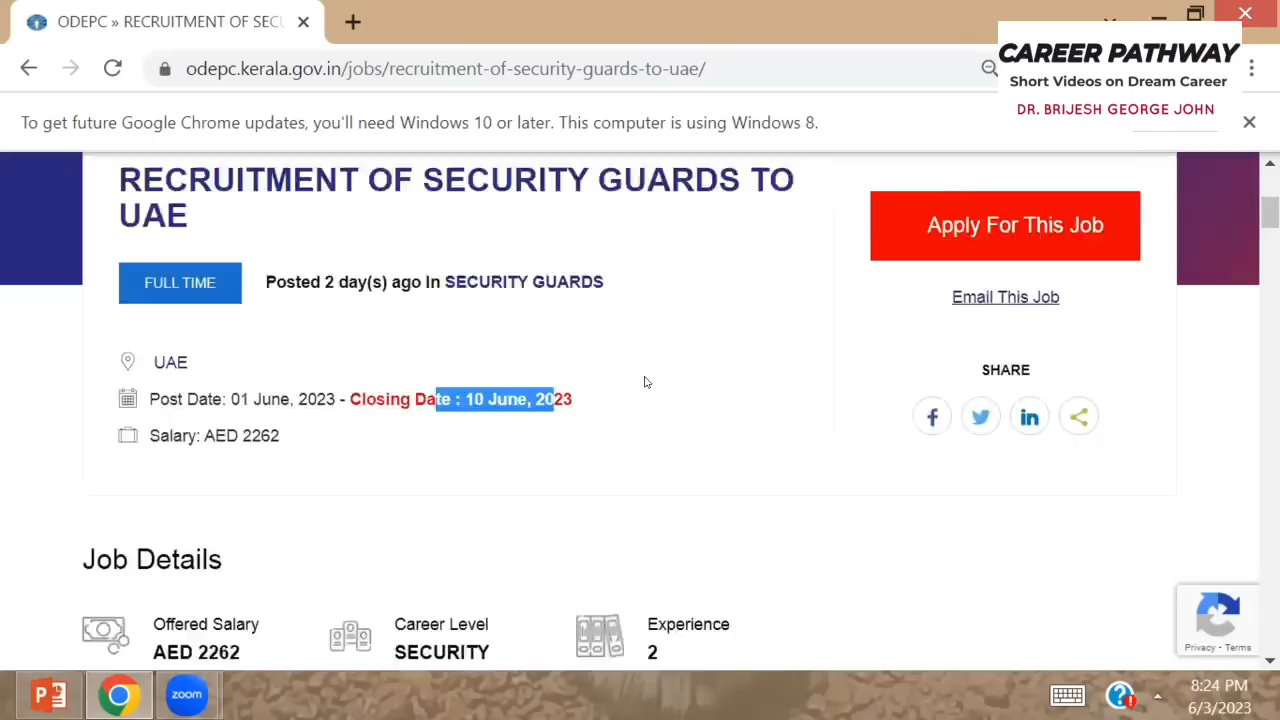 ODEPC » RECRUITMENT OF SEC
odepc.kerala.gov.in/jobs/recruitment-of-security-guards-to-uae/
CAREER PATHWAY
Short Videos on Dream Career
DR. BRIJESH GEORGE JOHN
To get future Google Chrome updates, you'll need Windows 10 or later. This computer is using Windows 8.
RECRUITMENT OF SECURITY GUARDS TO
UAE
Apply For This Job
FULL TIME Posted 2 day(s) ago In SECURITY GUARDS
Email This Job
UAE
SHARE
Post Date: 01 June, 2023 - Closing Date : 10 June, 2023
Salary: AED 2262
Job Details
Offered Salary
AED 2262
Career Level
SECURITY
Experience
2
Privacy - Terms
zoom
8:24 PM
6/3/2023